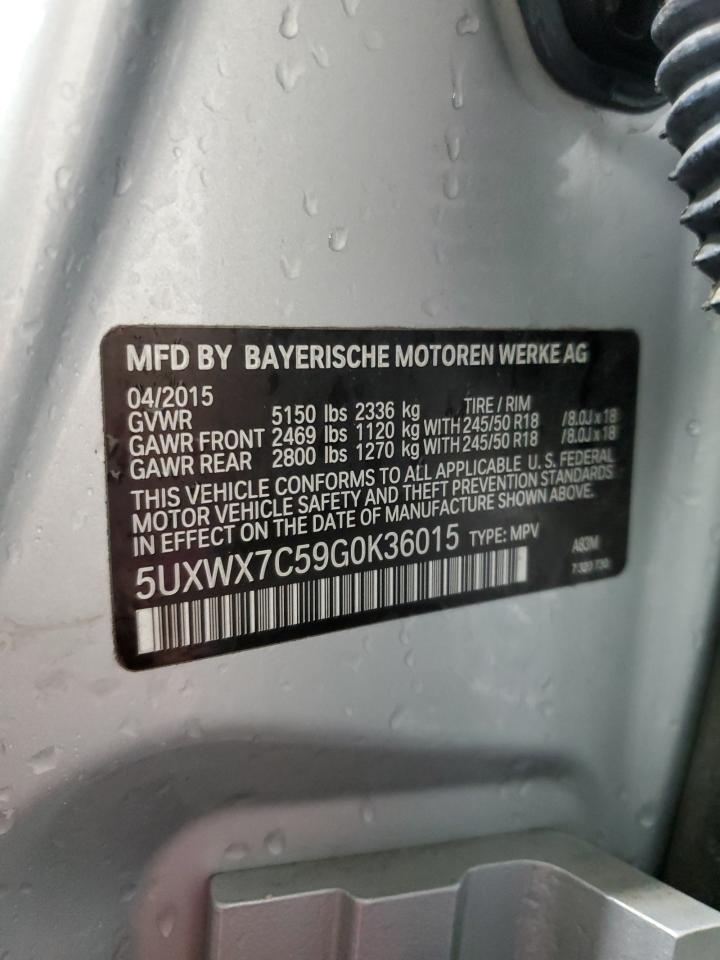 MFD BY BAYERISCHE MOTOREN WERKE AG
04/2015 TIRE / RIM
GVWR 5150 lbs 2336 kg
GAWR FRONT 2469 lbs 1120 kg WITH 245/50 R18 /8.0J x 18
GAWR REAR 2800 lbs 1270 kg WITH 245/50 R18 /8.0J x 18
THIS VEHICLE CONFORMS TO ALL APPLICABLE U.S. FEDERAL
MOTOR VEHICLE SAFETY AND THEFT PREVENTION STANDARDS
IN EFFECT ON THE DATE OF MANUFACTURE SHOWN ABOVE.
5UXWX7C59G0K36015 TYPE: MPV A83M